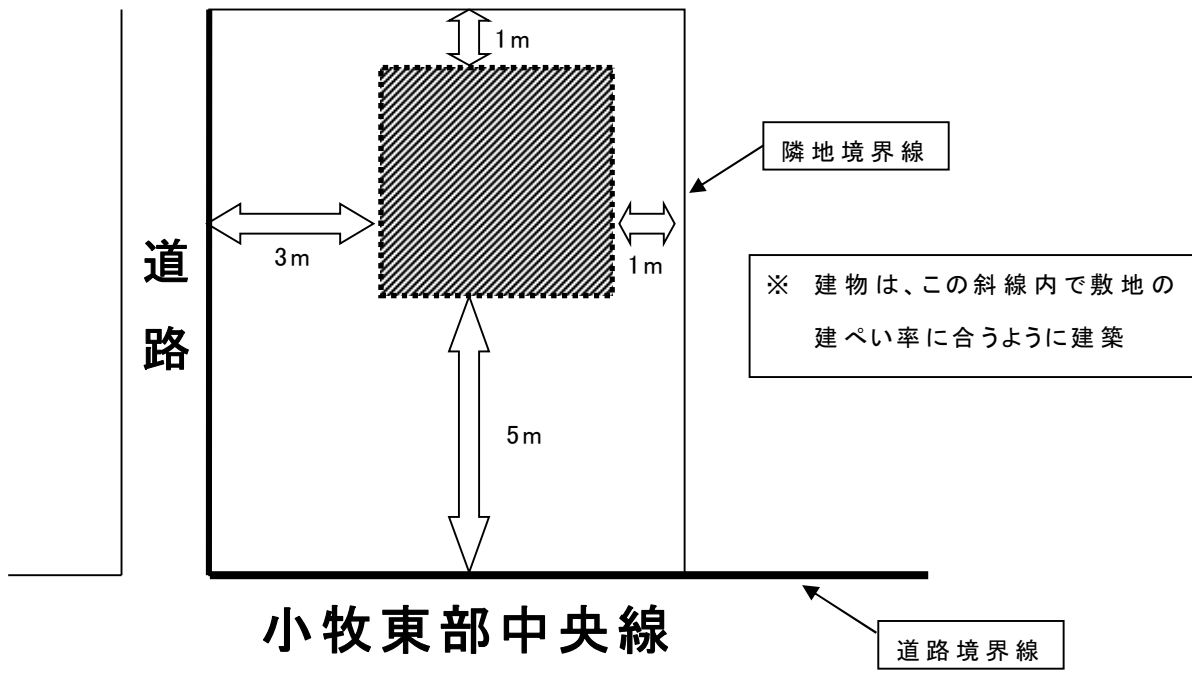 1m
隣地境界線
道路
3m
1m
※ 建物は、この斜線内で敷地の
建ぺい率に合うように建築
5m
小牧東部中央線
道路境界線